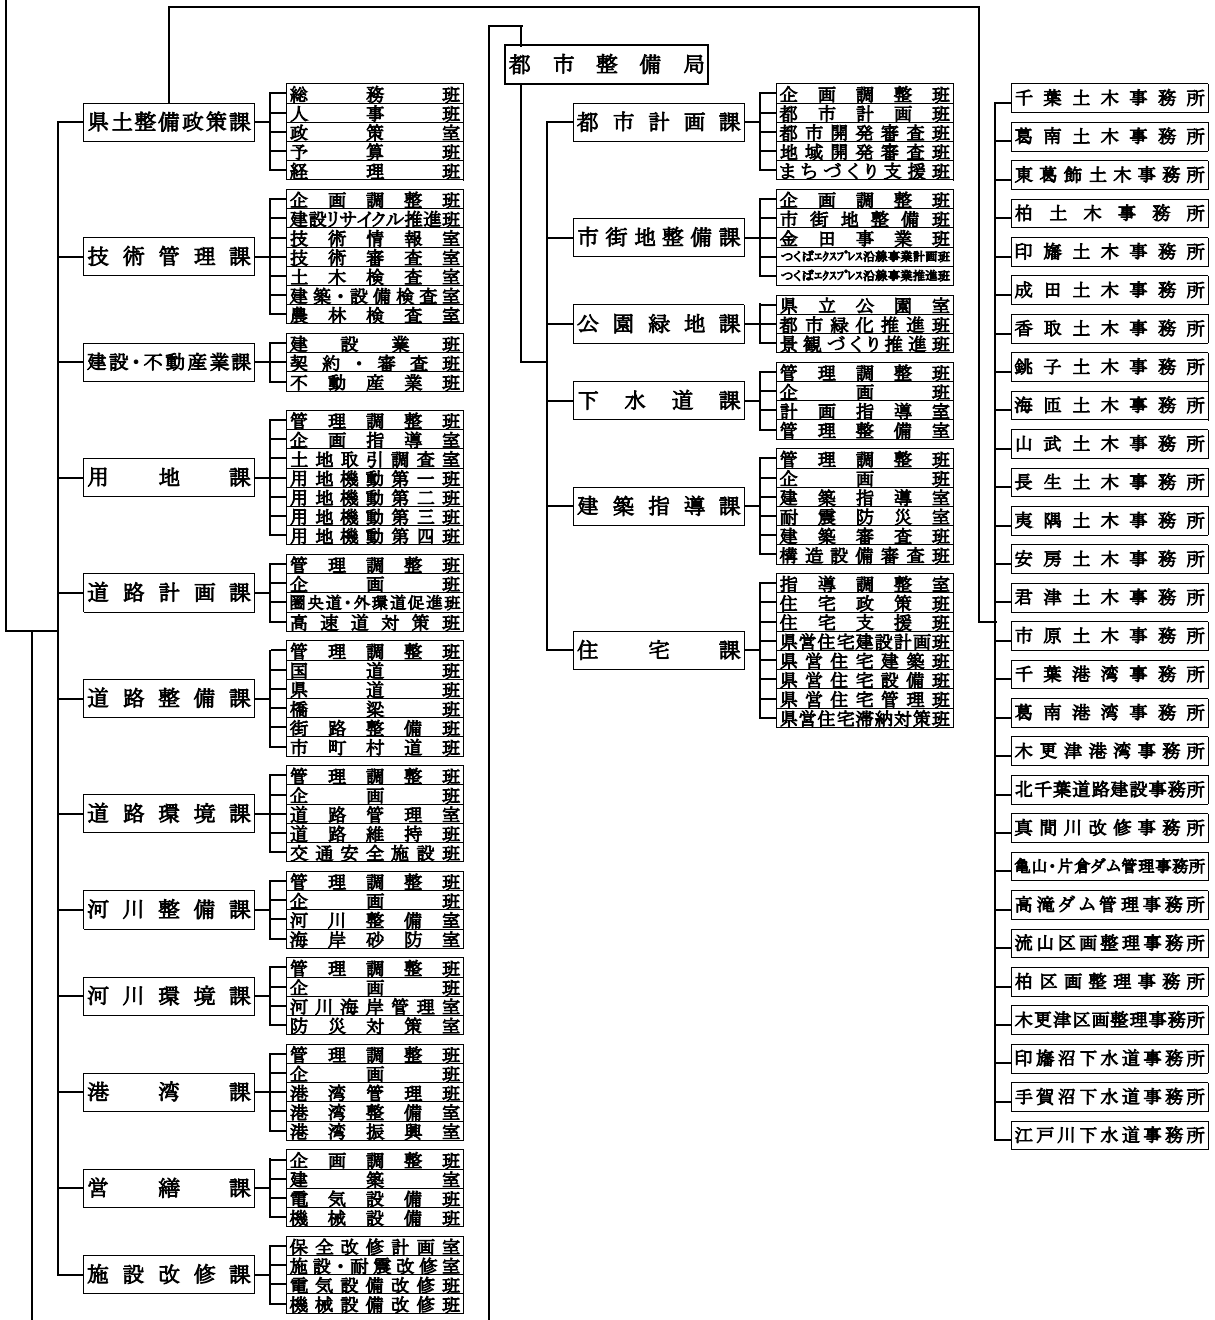 県土整備政策課
総務班
人事班
政策室
予算班
経理班
技術管理課
企画調整班
建設リサイクル推進班
技術情報室
技術審査室
土木検査室
建築・設備検査室
農林検査室
建設・不動産業課
建設業班
契約・審査班
不動産業班
用地課
管理調整班
企画指導室
土地取引調査室
用地機動第一班
用地機動第二班
用地機動第三班
用地機動第四班
道路計画課
管理調整班
企画班
圏央道・外環道促進班
高速道対策班
道路整備課
管理調整班
国道班
県道班
橋梁班
街路整備班
市町村道班
道路環境課
管理調整班
企画班
道路管理室
道路維持班
交通安全施設班
河川整備課
管理調整班
企画班
河川整備室
海岸砂防室
河川環境課
管理調整班
企画班
河川海岸管理室
防災対策室
港湾課
管理調整班
企画班
港湾管理班
港湾整備室
港湾振興室
営繕課
企画調整班
建築室
電気設備班
機械設備班
施設改修課
保全改修計画室
施設・耐震改修室
電気設備改修班
機械設備改修班
都市整備局
都市計画課
企画調整班
都市計画班
都市開発審査班
地域開発審査班
まちづくり支援班
市街地整備課
企画調整班
市街地整備班
金田事業班
つくばエクスプレス沿線事業計画班
つくばエクスプレス沿線事業推進班
公園緑地課
県立公園室
都市緑化推進班
景観づくり推進班
下水道課
管理調整班
企画班
計画指導室
管理整備室
建築指導課
管理調整班
企画班
建築指導室
耐震防災室
建築審査班
構造設備審査班
住宅課
指導調整室
住宅政策班
住宅支援班
県営住宅建設計画班
県営住宅建築班
県営住宅設備班
県営住宅管理班
県営住宅滞納対策班
千葉土木事務所
葛南土木事務所
東葛飾土木事務所
柏土木事務所
印旛土木事務所
成田土木事務所
香取土木事務所
銚子土木事務所
海匝土木事務所
山武土木事務所
長生土木事務所
夷隅土木事務所
安房土木事務所
君津土木事務所
市原土木事務所
千葉港湾事務所
葛南港湾事務所
木更津港湾事務所
北千葉道路建設事務所
真間川改修事務所
亀山・片倉ダム管理事務所
高滝ダム管理事務所
流山区画整理事務所
柏区画整理事務所
木更津区画整理事務所
印旛沼下水道事務所
手賀沼下水道事務所
江戸川下水道事務所